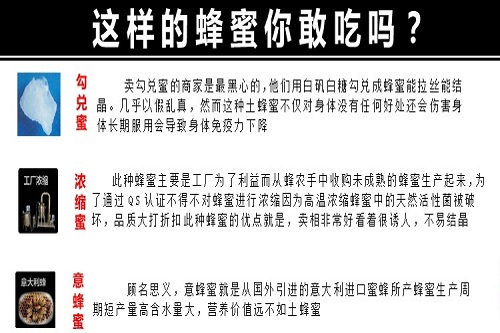 这样的蜂蜜你敢吃吗？
勾兑蜜
卖勾兑蜜的商家是最黑心的，他们用白矾白糖勾兑成蜂蜜能拉丝能结
晶。几乎以假乱真，然而这种土蜂蜜不仅对身体没有任何好处还会伤害身
体长期服用会导致身体免疫力下降
工厂浓缩
浓缩蜜
此种蜂蜜主要是工厂为了利益而从蜂农手中收购未成熟的蜂蜜生产起来，为
了通过QS认证不得不对蜂蜜进行浓缩因为高温浓缩蜂蜜中的天然活性菌被破
坏，品质大打折扣此种蜂蜜的优点就是，卖相非常好看着很诱人，不易结晶
意大利蜂
意蜂蜜
顾名思义，意蜂蜜就是从国外引进的意大利进口蜜蜂所产蜂蜜生产周
期短产量高含水量大，营养价值远不如土蜂蜜